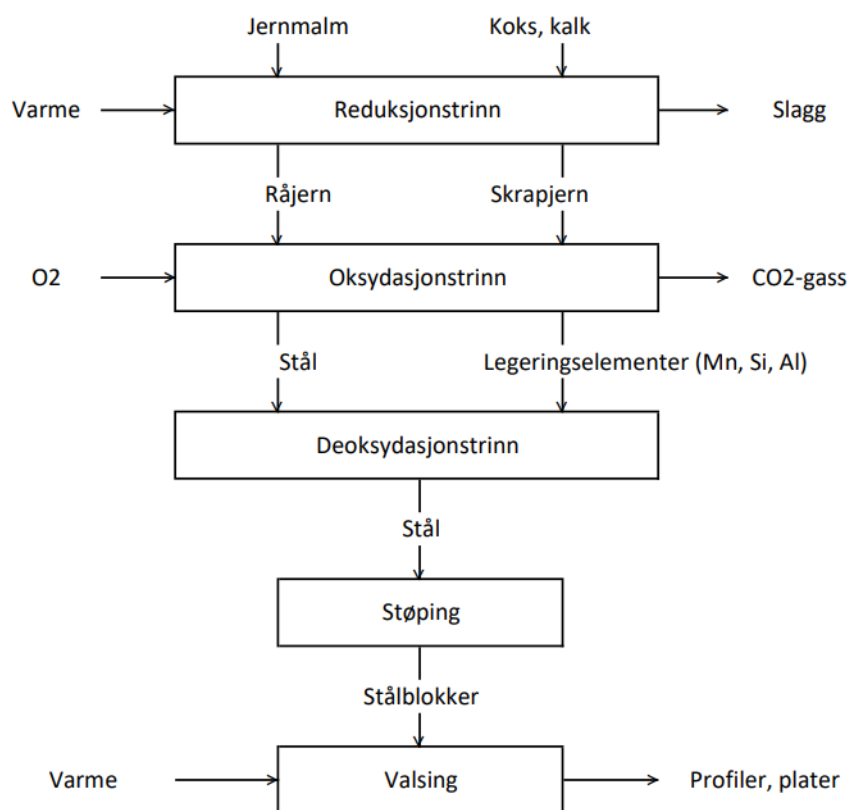 Jernmalm Koks, kalk
Varme Reduksjonstrinn Slagg
Råjern Skrapjern
O2 Oksydasjonstrinn CO2-gass
Stål Legeringselementer (Mn, Si, Al)
Deoksydasjonstrinn
Stål
Støping
Stålblokker
Varme Valsing Profiler, plater